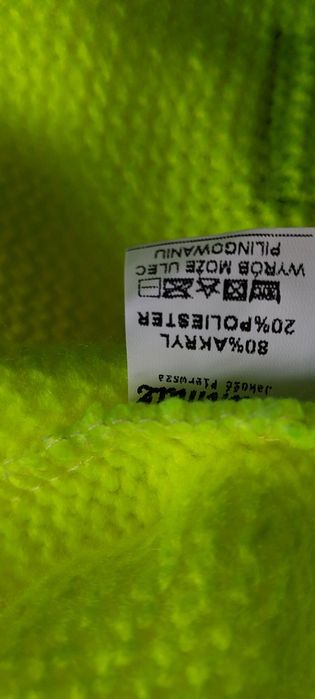 Jakość Pierwsza
80%AKRYL
20%POLIESTER
WYRÓB MOŻE ULEC
PILINGOWANIU